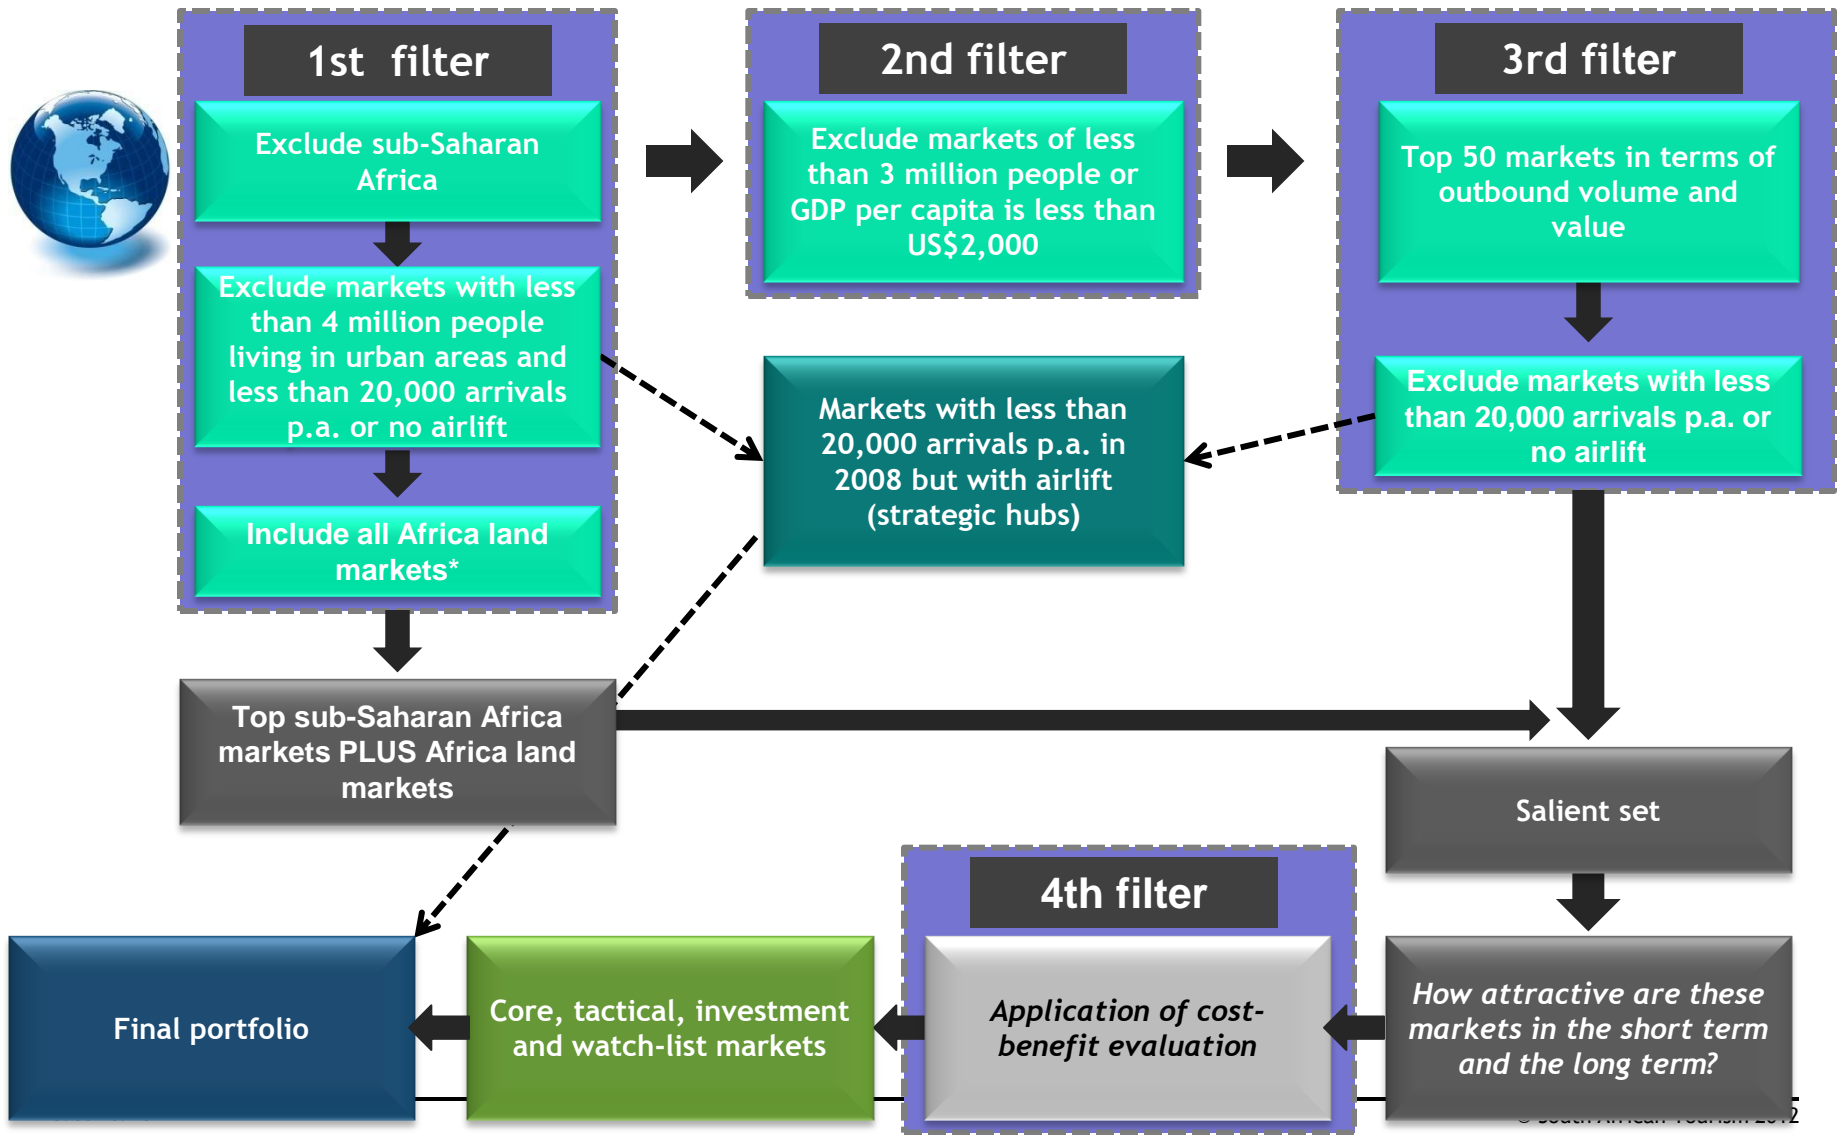 1st filter
Exclude sub-Saharan
Africa
Exclude markets with less
than 4 million people
living in urban areas and
less than 20,000 arrivals
p.a. or no airlift
Include all Africa land
markets*
Top sub-Saharan Africa
markets PLUS Africa land
markets
2nd filter
Exclude markets of less
than 3 million people or
GDP per capita is less than
US$2,000
Markets with less than
20,000 arrivals p.a. in
2008 but with airlift
(strategic hubs)
3rd filter
Top 50 markets in terms of
outbound volume and
value
Exclude markets with less
than 20,000 arrivals p.a. or
no airlift
Salient set
How attractive are these
markets in the short term
and the long term?
4th filter
Application of cost-
benefit evaluation
Core, tactical, investment
and watch-list markets
Final portfolio
© South African Tourism 2012